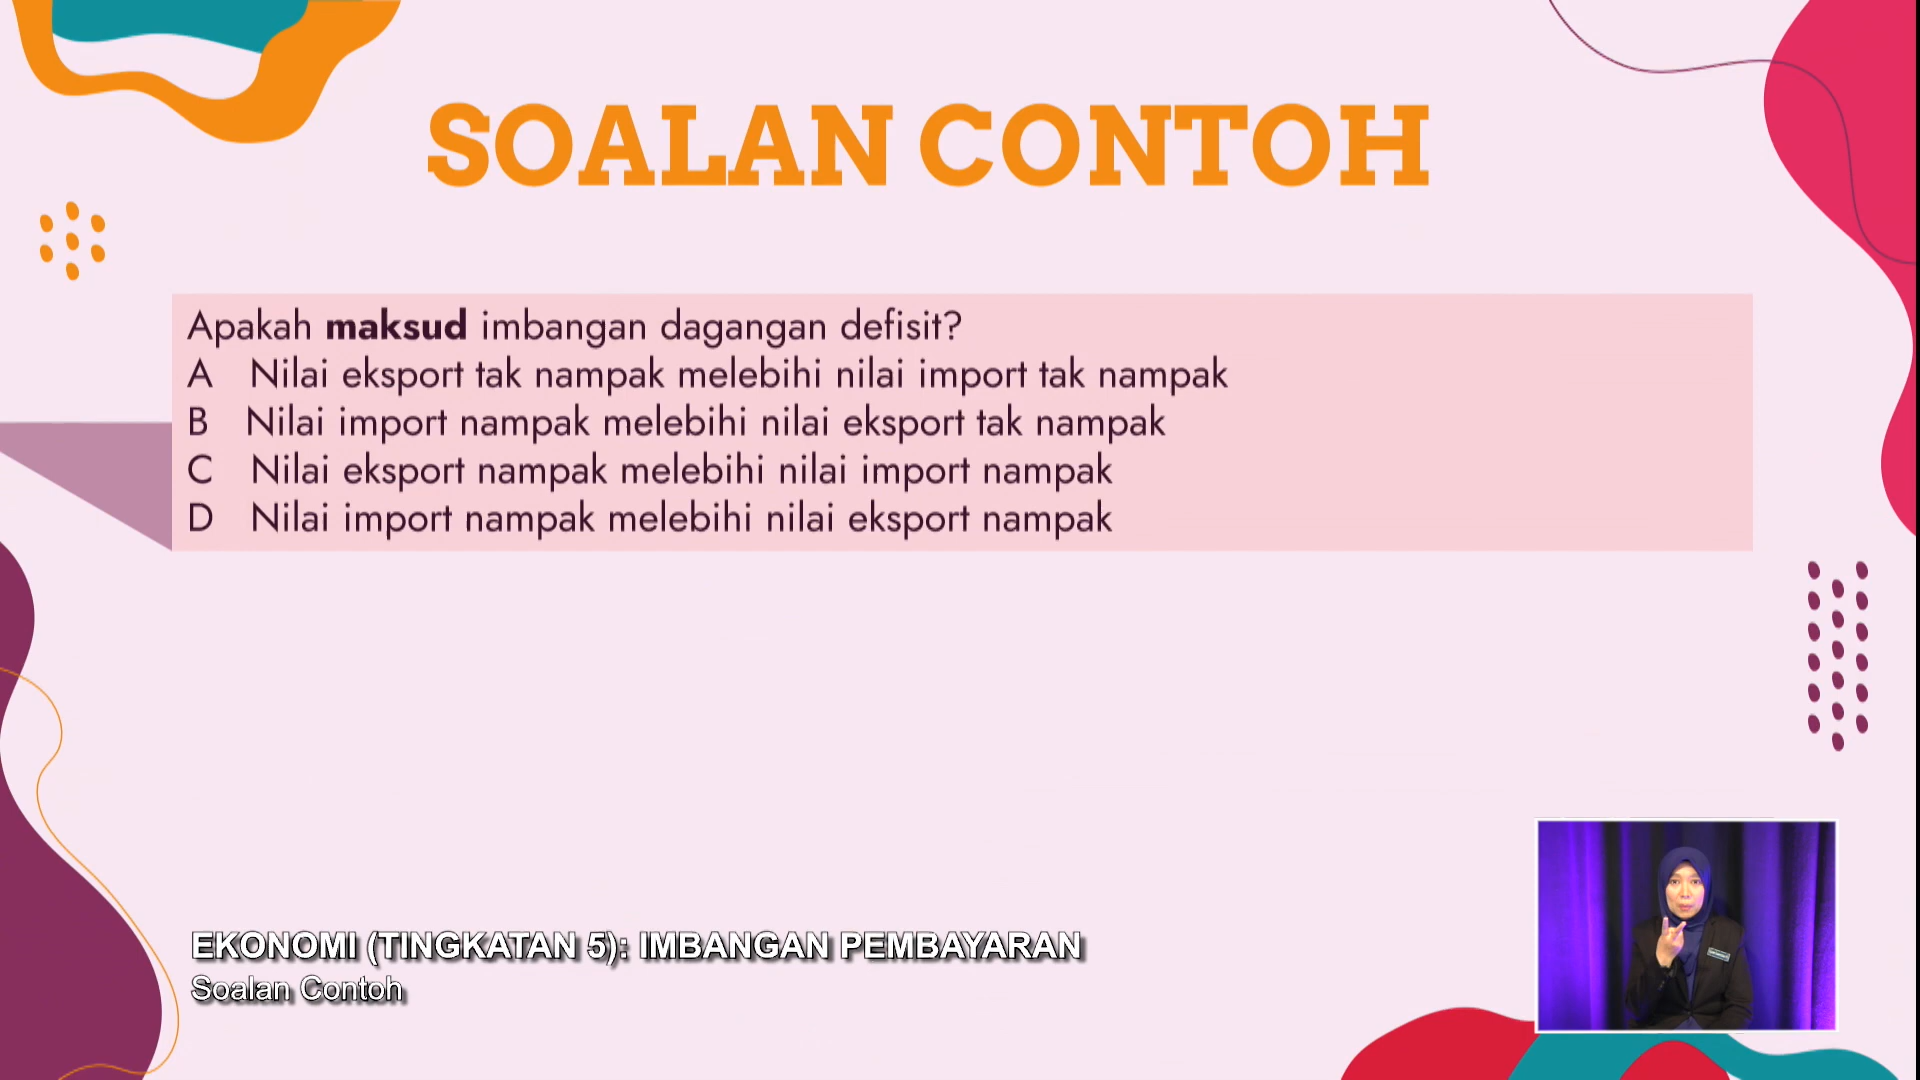 SOALAN CONTOH
Apakah maksud imbangan dagangan defisit?
A Nilai eksport tak nampak melebihi nilai import tak nampak
B Nilai import nampak melebihi nilai eksport tak nampak
C Nilai eksport nampak melebihi nilai import nampak
D Nilai import nampak melebihi nilai eksport nampak
EKONOMI (TINGKATAN 5): IMBANGAN PEMBAYARAN
Soalan Contoh